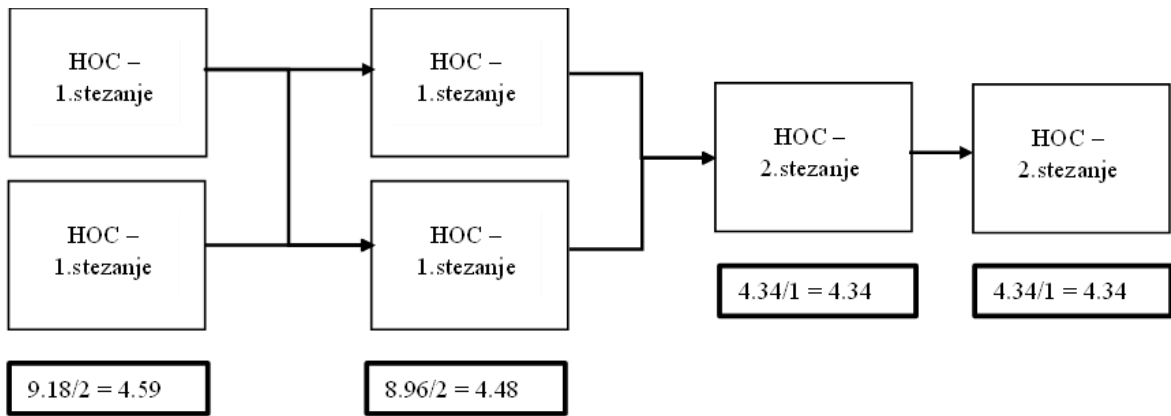 HOC –
1.stezanje
HOC –
1.stezanje
HOC –
2.stezanje
HOC –
2.stezanje
HOC –
1.stezanje
HOC –
1.stezanje
4.34/1 = 4.34
4.34/1 = 4.34
9.18/2 = 4.59
8.96/2 = 4.48